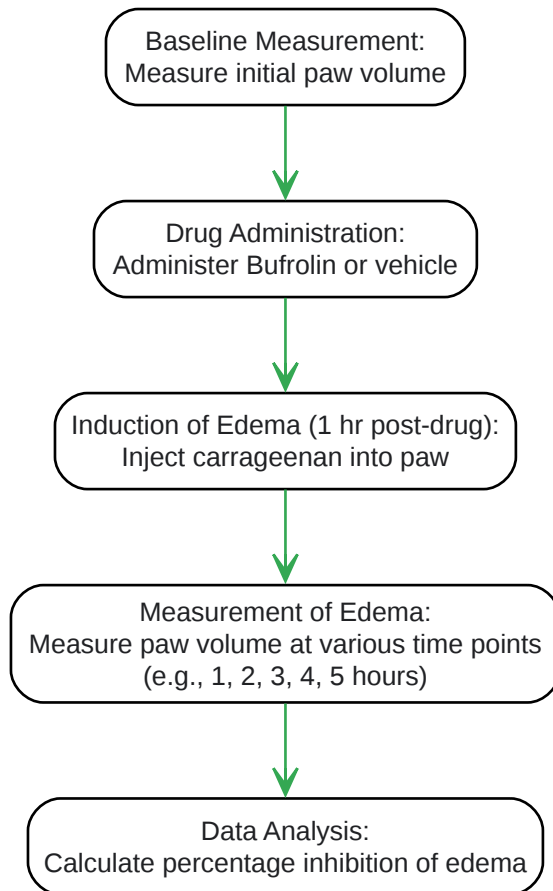 Baseline Measurement:
Measure initial paw volume
Drug Administration:
Administer Bufrolin or vehicle
Induction of Edema (1 hr post-drug):
Inject carrageenan into paw
Measurement of Edema:
Measure paw volume at various time points
(e.g., 1, 2, 3, 4, 5 hours)
Data Analysis:
Calculate percentage inhibition of edema